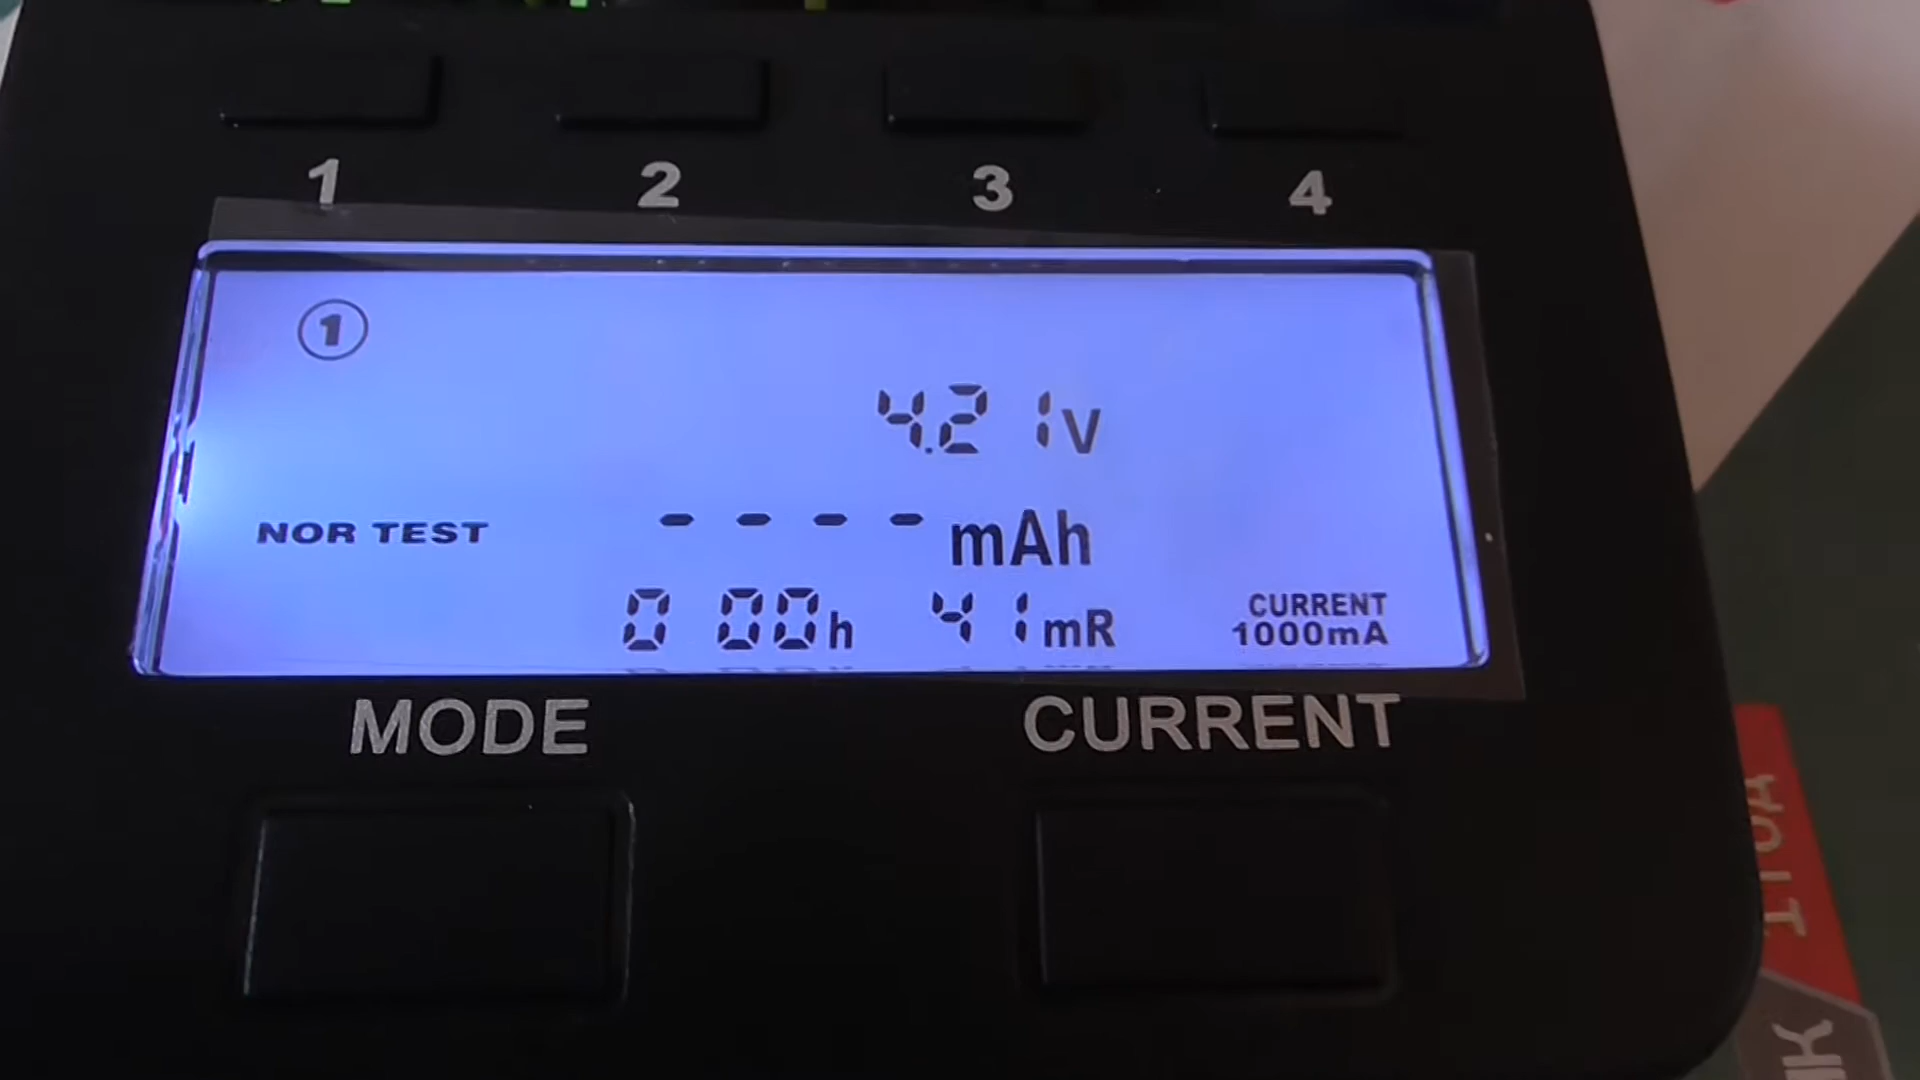 1 2 3 4
1
4.21V
NOR TEST ---- mAh
0 00h 41mR CURRENT 1000mA
MODE CURRENT